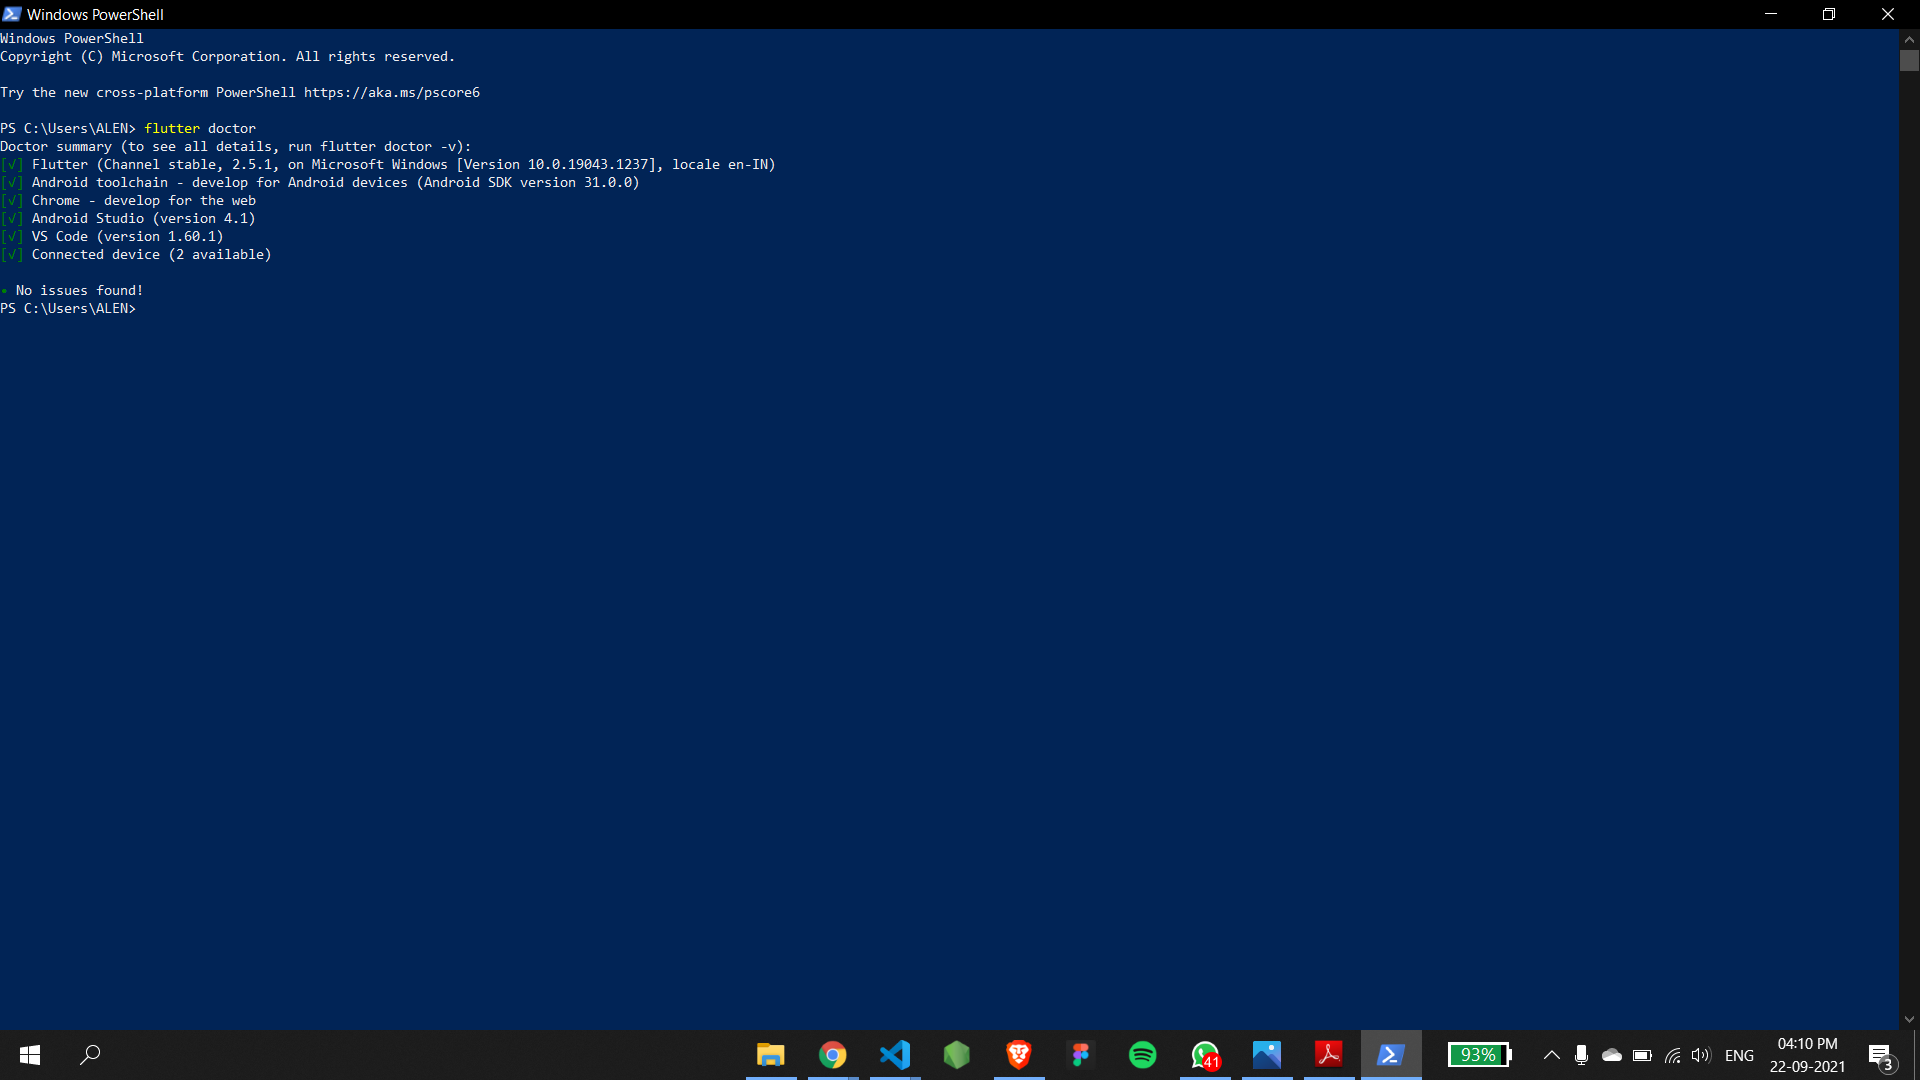 Windows PowerShell
Windows PowerShell
Copyright (C) Microsoft Corporation. All rights reserved.
Try the new cross-platform PowerShell https://aka.ms/pscore6
PS C:\Users\ALEN> flutter doctor
Doctor summary (to see all details, run flutter doctor -v):
[√] Flutter (Channel stable, 2.5.1, on Microsoft Windows [Version 10.0.19043.1237], locale en-IN)
[√] Android toolchain - develop for Android devices (Android SDK version 31.0.0)
[√] Chrome - develop for the web
[√] Android Studio (version 4.1)
[√] VS Code (version 1.60.1)
[√] Connected device (2 available)
• No issues found!
PS C:\Users\ALEN>
41
93%
ENG
04:10 PM
22-09-2021
3